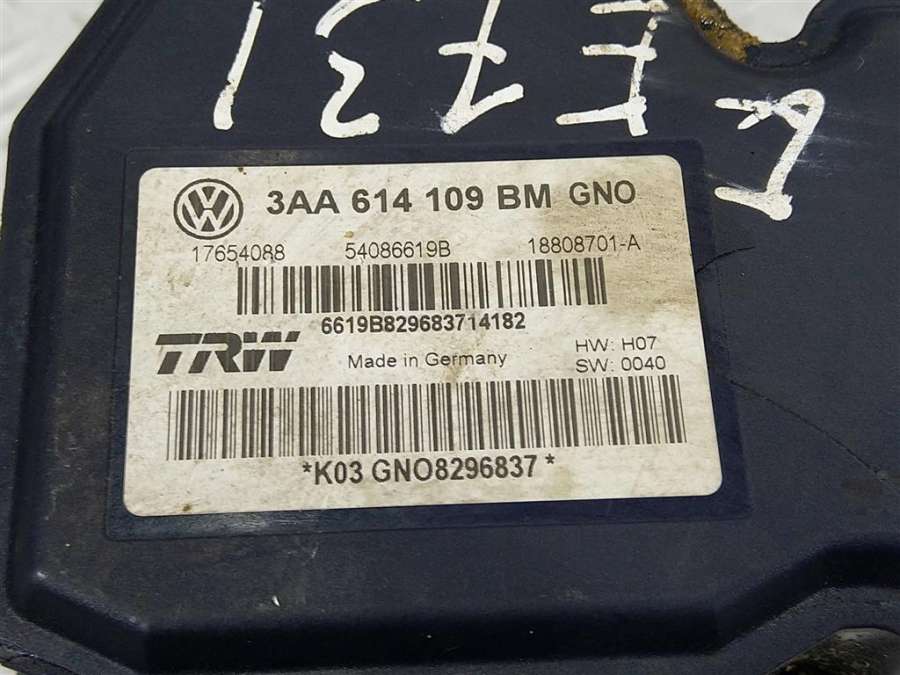 E731
3AA 614 109 BM GNO
17654088 54086619B 18808701-A
6619B829683714182
TRW Made in Germany HW: H07
SW: 0040
*K03 GNO8296837*